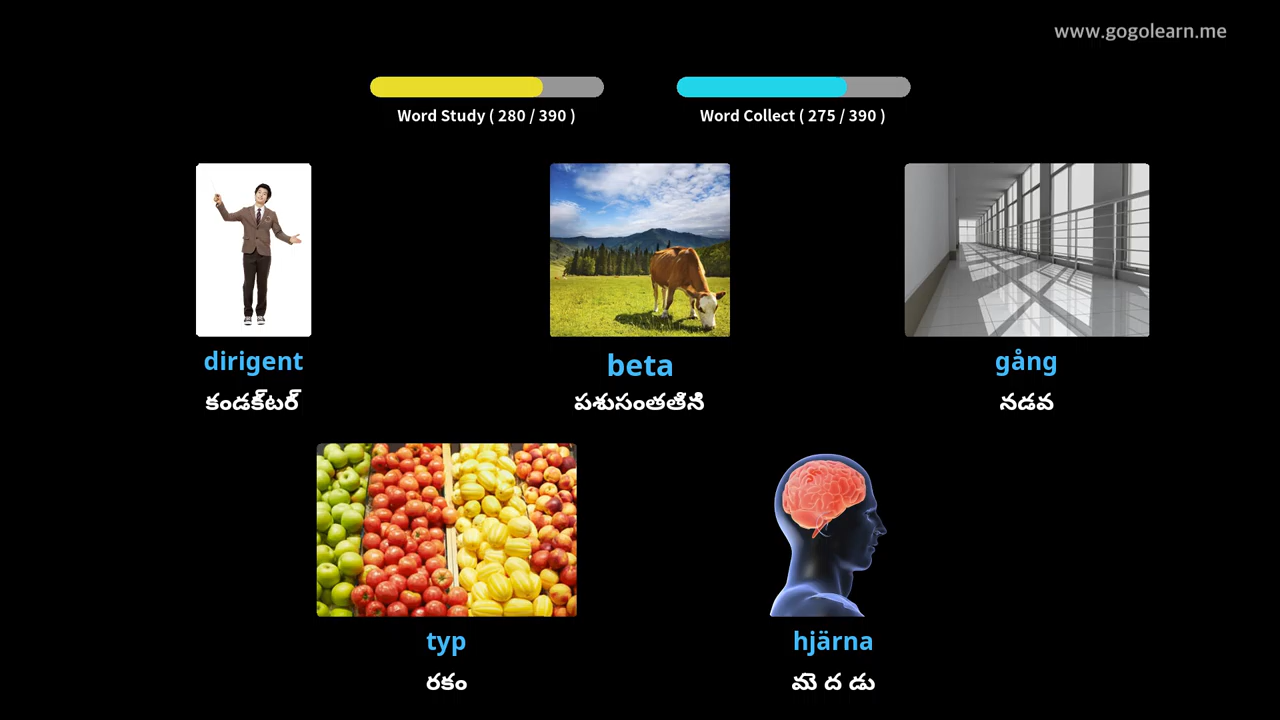 www.gogolearn.me
Word Study ( 280 / 390 )
Word Collect ( 275 / 390 )
dirigent
కండక్‌టర్
beta
పశుసంతతిని
gång
నడవ
typ
రకం
hjärna
మె ద డు